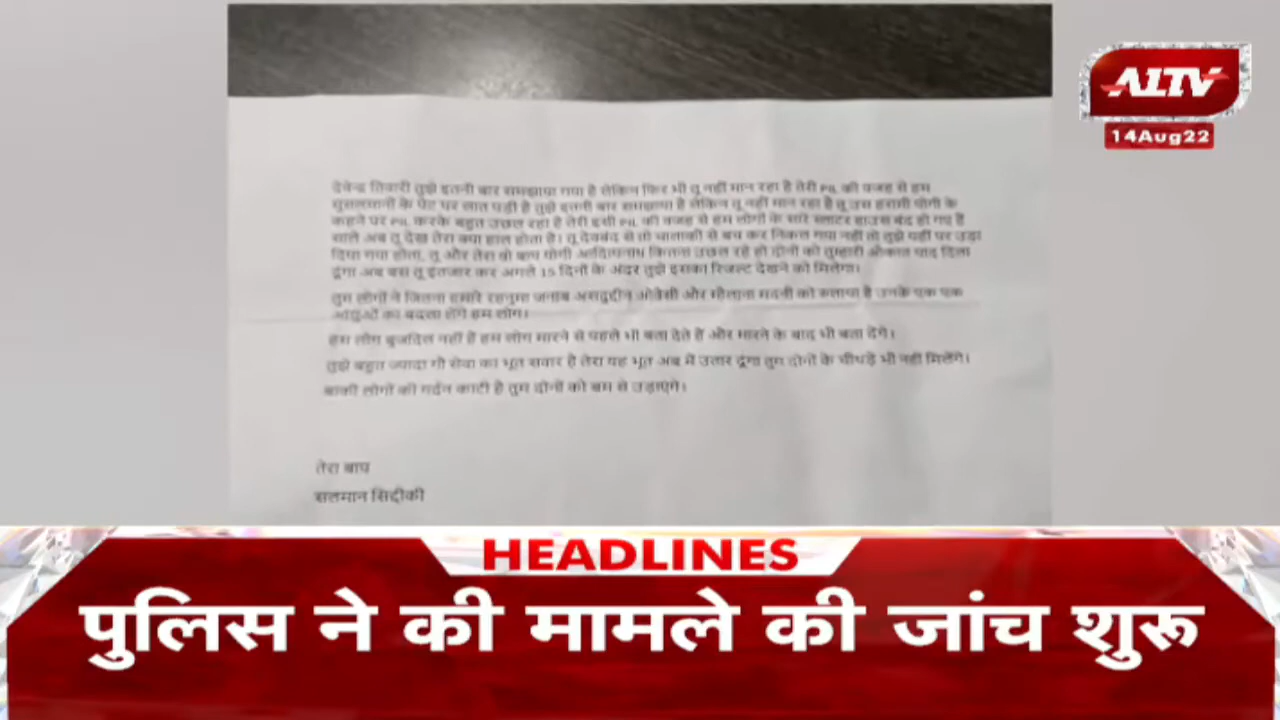 AITV
14Aug22
देवेन्द्र तिवारी तुझे इतनी बार समझाया गया है लेकिन फिर भी तू नहीं मान रहा है तेरी PIL की वजह से हम
मुसलमानों के पेट पर लात पड़ी है तुझे इतनी बार समझाया है लेकिन तू नहीं मान रहा है तू उस हरामी योगी के
कहने पर PIL करके बहुत उछल रहा है तेरी इसी PIL की वजह से हम लोगों के सारे स्लाटर हाउस बंद हो गए है
साले अब तू देख तेरा क्या हाल होता है। तू देवबंद से तो चालाकी से बच कर निकल गया नहीं तो तुझे वहीं पर उड़ा
दिया गया होता, तू और तेरा वो बाप योगी आदित्यनाथ कितना उछल रहे हो दोनों को तुम्हारी औकात याद दिला
दूंगा अब बस तू इंतजार कर अगले 15 दिनों के अंदर तुझे इसका रिजल्ट देखने को मिलेगा।
तुम लोगों ने जितना हमारे रहनुमा जनाब असदुद्दीन ओवैसी और मौलाना मदनी को रुलाया है उनके एक एक
आंसुओं का बदला लेंगे हम लोग।
हम लोग बुजदिल नहीं हैं हम लोग मारने से पहले भी बता देते हैं और मारने के बाद भी बता देंगे।
तुझे बहुत ज्यादा गौ सेवा का भूत सवार है तेरा यह भूत अब मैं उतार दूंगा तुम दोनों के चीथड़े भी नहीं मिलेंगे।
बाकी लोगों की गर्दन काटी है तुम दोनों को बम से उड़ाएंगे।
तेरा बाप
सलमान सिद्दीकी
HEADLINES
पुलिस ने की मामले की जांच शुरू